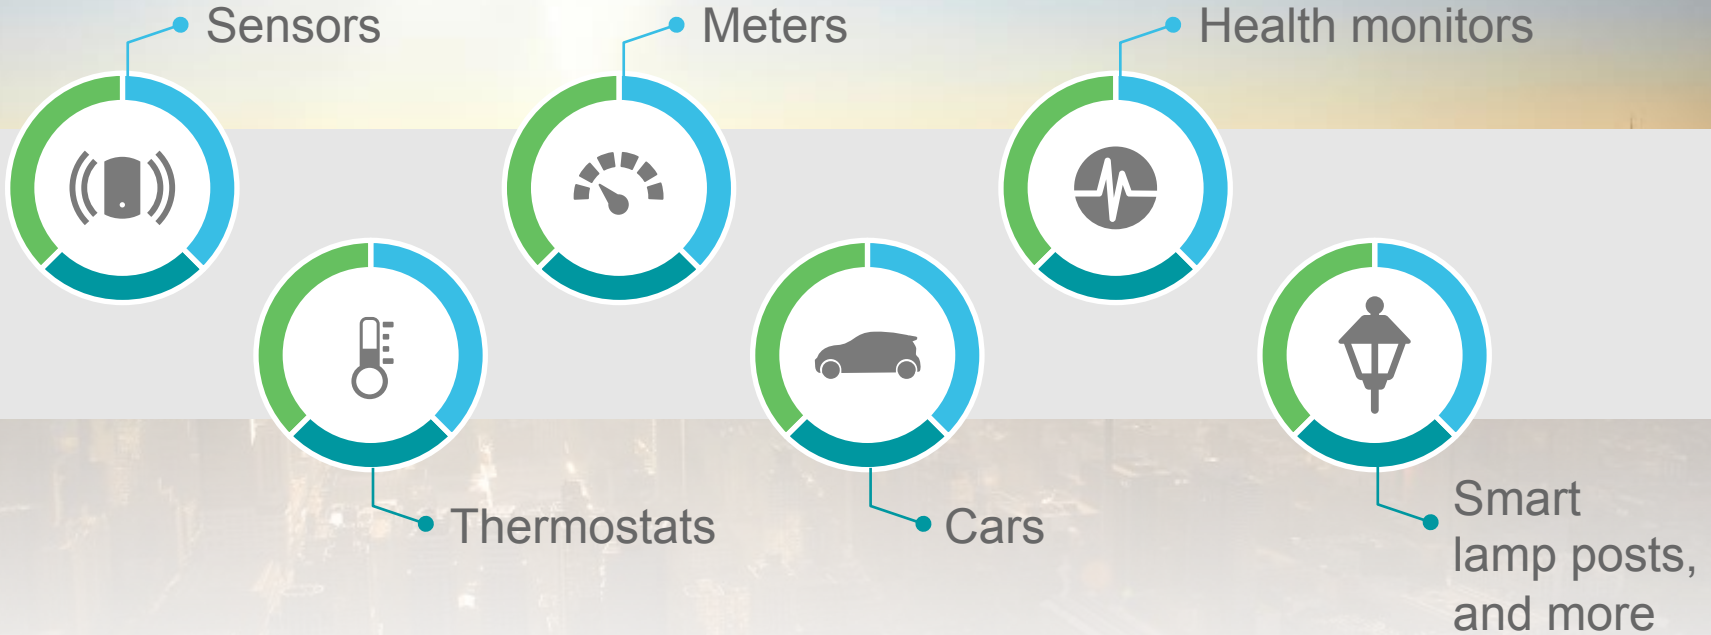 Sensors
Meters
Health monitors
Thermostats
Cars
Smart
lamp posts,
and more